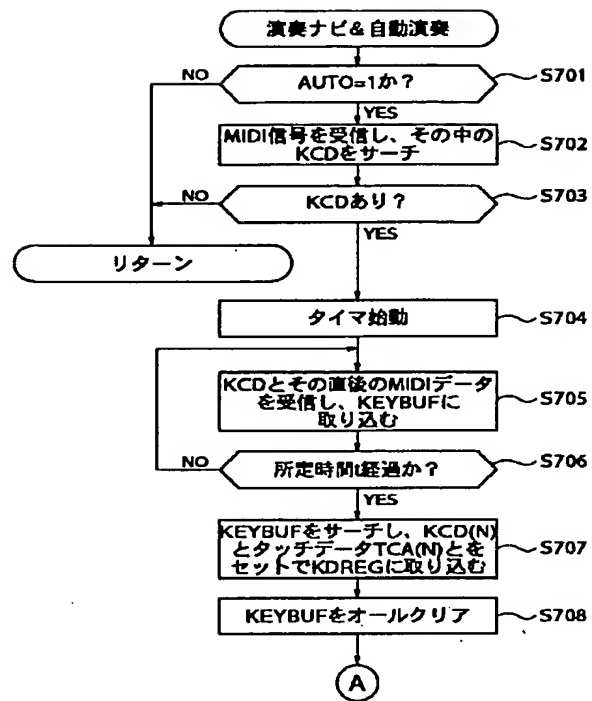 演奏ナビ&自動演奏
NO
AUTO=1か?
S701
YES
MIDI信号を受信し、その中の
KCDをサーチ
S702
NO
KCDあり?
S703
YES
リターン
タイマ始動
S704
KCDとその直後のMIDIデータ
を受信し、KEYBUFに
取り込む
S705
NO
所定時間t経過か?
S706
YES
KEYBUFをサーチし、KCD(N)
とタッチデータTCA(N)とを
セットでKDREGに取り込む
S707
KEYBUFをオールクリア
S708
A